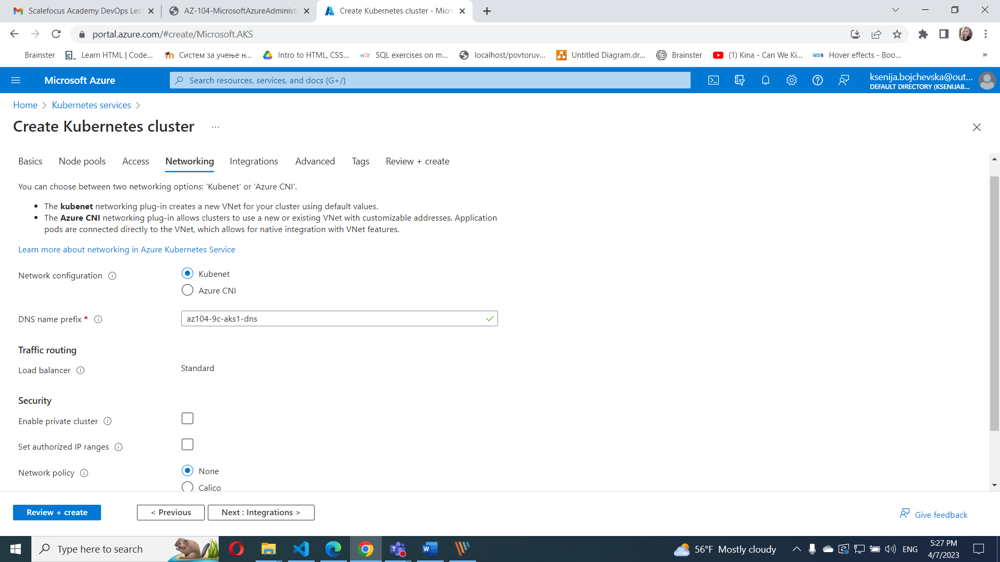 Scalefocus Academy DevOps Lec
AZ-104-MicrosoftAzureAdministr
Create Kubernetes cluster - Micro
portal.azure.com/#create/Microsoft.AKS
Brainster
Learn HTML | Code...
Систем за учење н...
Intro to HTML, CSS...
w3r
SQL exercises on m...
localhost/povtoruv...
Untitled Diagram.dr...
Brainster
(1) Kina - Can We Ki...
MDB
Hover effects - Boo...
»
Microsoft Azure
Search resources, services, and docs (G+/)
ksenija.bojchevska@out...
DEFAULT DIRECTORY (KSENIJAB...
Home > Kubernetes services >
Create Kubernetes cluster ...
Basics Node pools Access Networking Integrations Advanced Tags Review + create
You can choose between two networking options: 'Kubenet' or 'Azure CNI'.
• The kubenet networking plug-in creates a new VNet for your cluster using default values.
• The Azure CNI networking plug-in allows clusters to use a new or existing VNet with customizable addresses. Application
pods are connected directly to the VNet, which allows for native integration with VNet features.
Learn more about networking in Azure Kubernetes Service
Network configuration
Kubenet
Azure CNI
DNS name prefix *
az104-9c-aks1-dns
Traffic routing
Load balancer
Standard
Security
Enable private cluster
Set authorized IP ranges
Network policy
None
Calico
Review + create
< Previous
Next : Integrations >
Give feedback
Type here to search
56°F Mostly cloudy
ENG
5:27 PM
4/7/2023